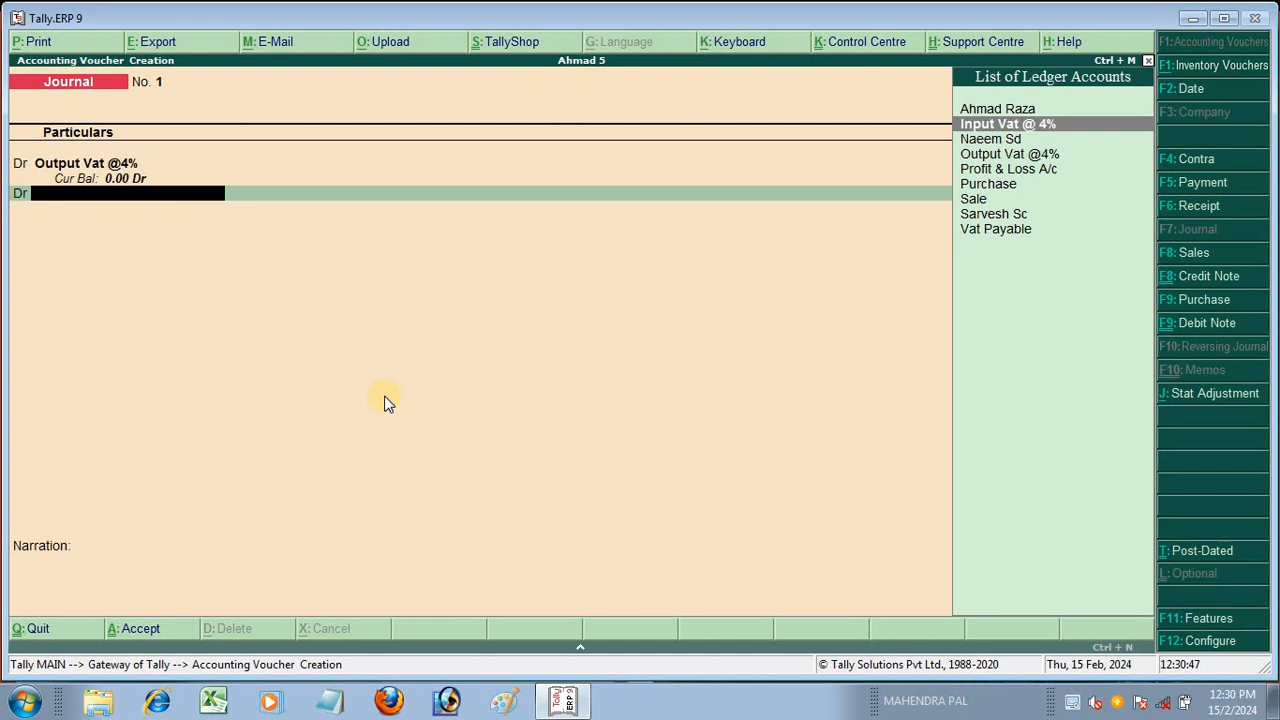 Tally.ERP 9
P: Print
E: Export
M: E-Mail
O: Upload
S: TallyShop
G: Language
K: Keyboard
K: Control Centre
H: Support Centre
H: Help
F1: Accounting Vouchers
Accounting Voucher Creation
Ahmad 5
Ctrl + M
F1: Inventory Vouchers
Journal No. 1
List of Ledger Accounts
F2: Date
Ahmad Raza
F3: Company
Particulars
Input Vat @ 4%
Naeem Sd
Output Vat @4%
Profit & Loss A/c
Purchase
Sale
Sarvesh Sc
Vat Payable
Dr Output Vat @4%
Cur Bal: 0.00 Dr
Dr
F4: Contra
F5: Payment
F6: Receipt
F7: Journal
F8: Sales
F8: Credit Note
F9: Purchase
F9: Debit Note
F10: Reversing Journal
F10: Memos
J: Stat Adjustment
Narration:
T: Post-Dated
L: Optional
F11: Features
F12: Configure
Q: Quit
A: Accept
D: Delete
X: Cancel
Ctrl + N
Tally MAIN --> Gateway of Tally --> Accounting Voucher Creation
© Tally Solutions Pvt Ltd., 1988-2020
Thu, 15 Feb, 2024
12:30:47
MAHENDRA PAL
12:30 PM
15/2/2024